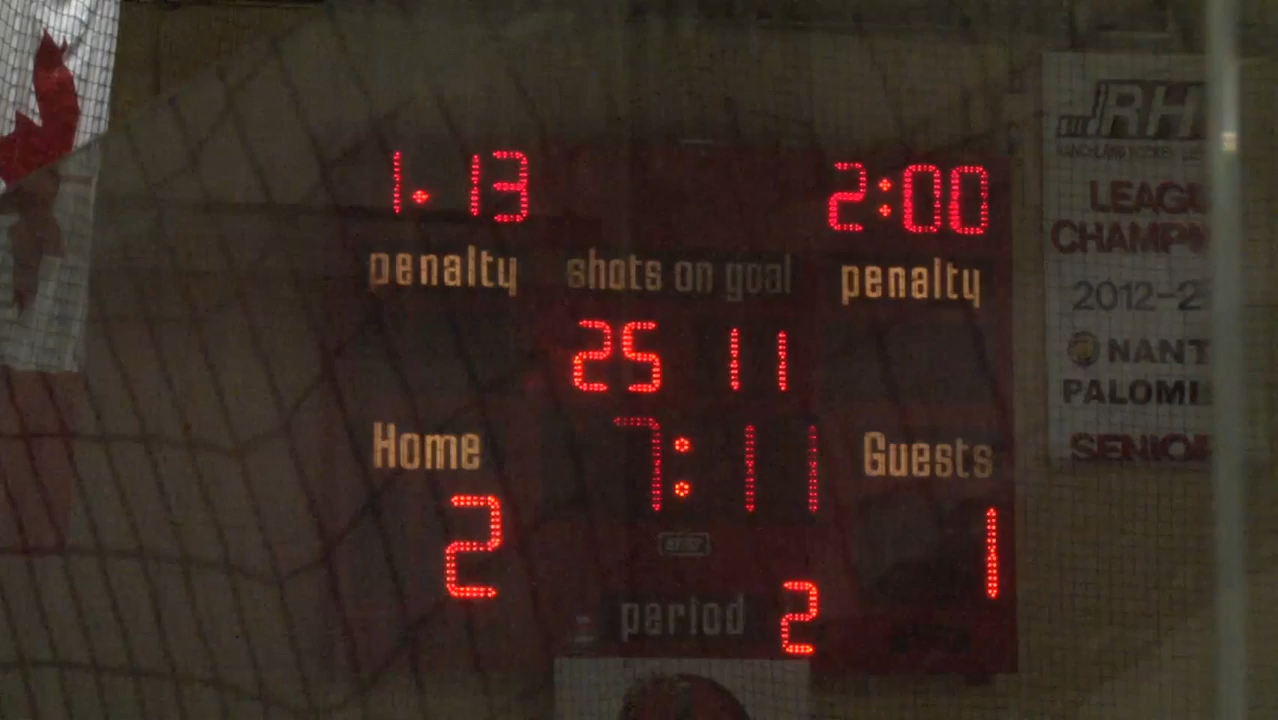 1:13 2:00
penalty shots on goal penalty
25 11
Home 7:11 Guests
2 1
period 2
RH
LEAGU
CHAMPI
2012-2
NANT
PALOMI
SENIOR